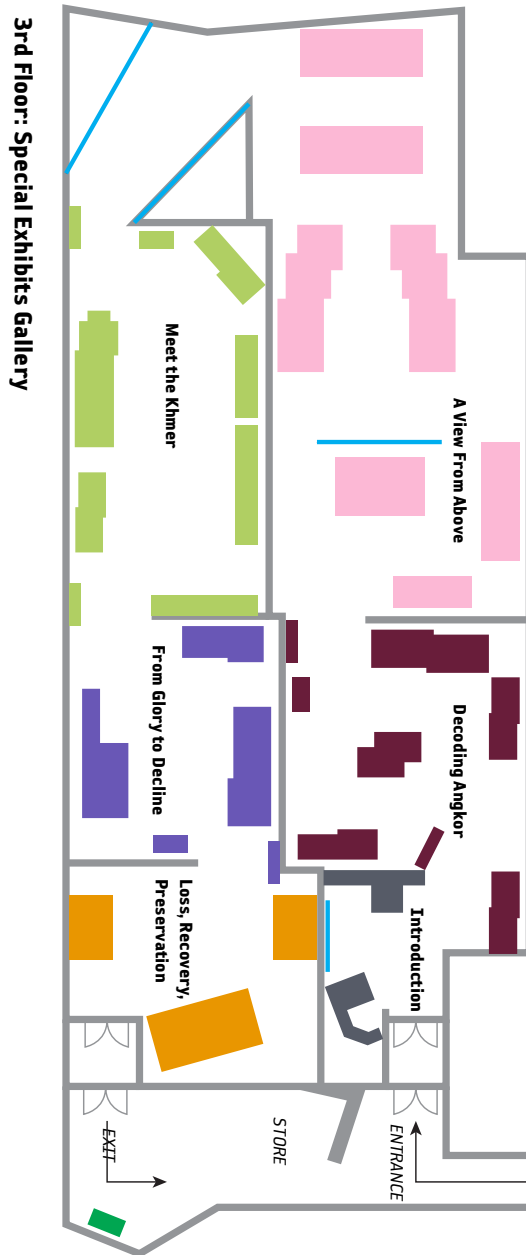 3rd Floor: Special Exhibits Gallery
A View From Above
Meet the Khmer
Decoding Angkor
From Glory to Decline
Introduction
Loss, Recovery,
Preservation
ENTRANCE
STORE
EXIT